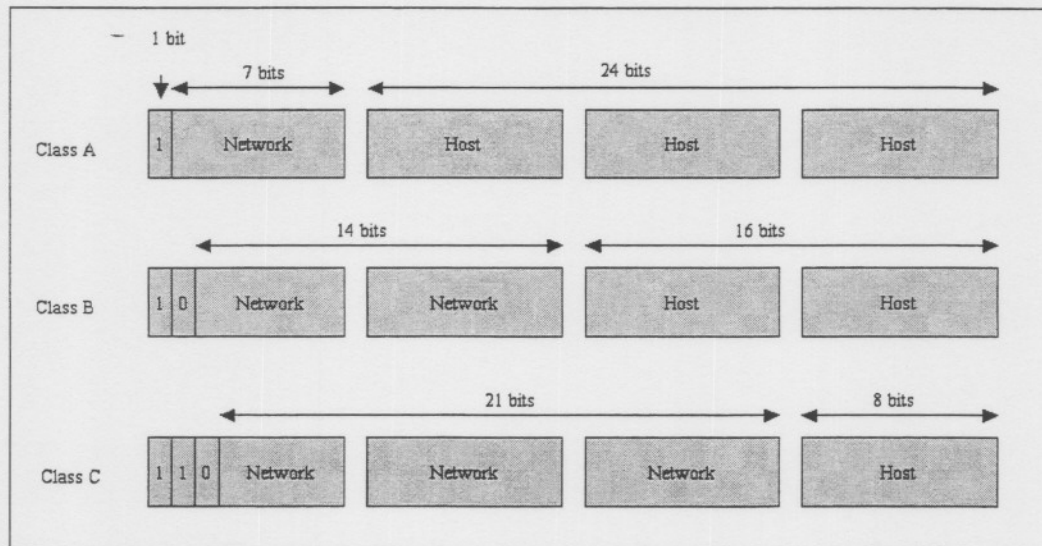 1 bit
7 bits
24 bits
Class A
1
Network
Host
Host
Host
14 bits
16 bits
Class B
1
0
Network
Network
Host
Host
21 bits
8 bits
Class C
1
1
0
Network
Network
Network
Host